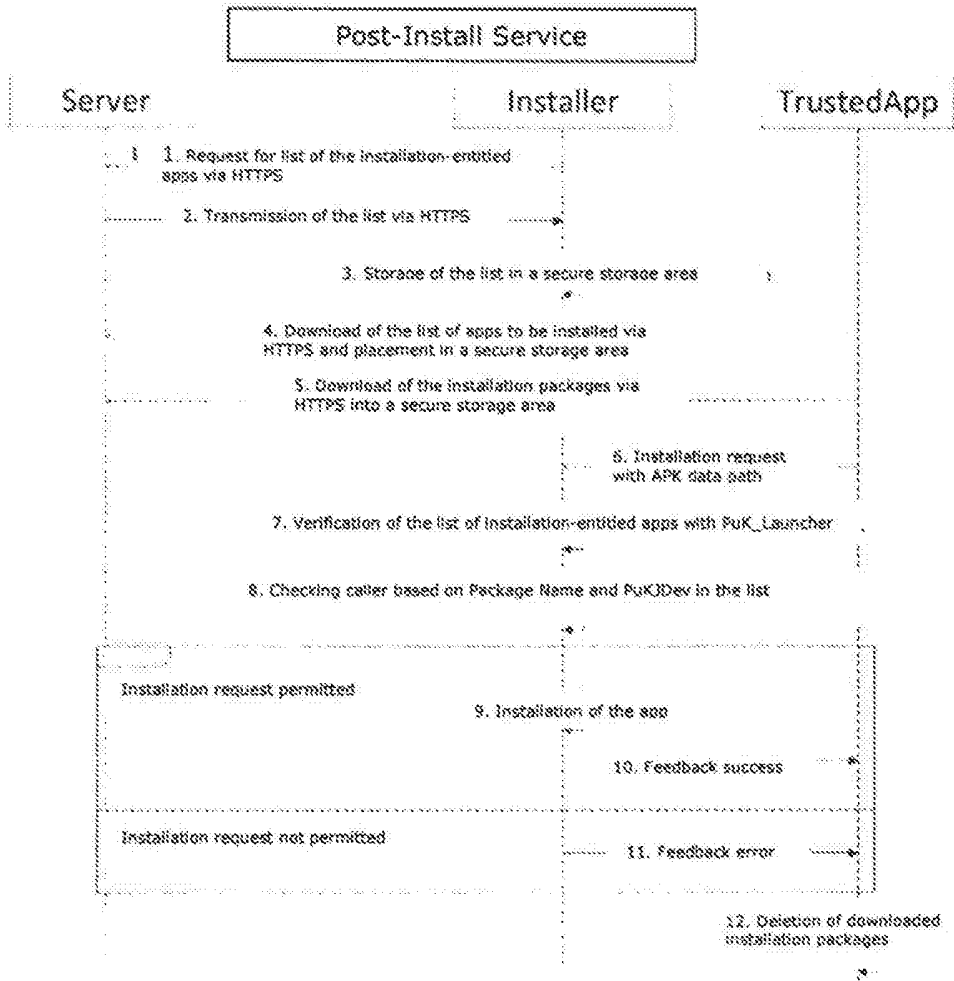 Post-Install Service
Server
Installer
TrustedApp
1. Request for list of the installation-entitled
apps via HTTPS
2. Transmission of the list via HTTPS
3. Storage of the list in a secure storage area
4. Download of the list of apps to be installed via
HTTPS and placement in a secure storage area
5. Download of the installation packages via
HTTPS into a secure storage area
6. Installation request
with APK data path
7. Verification of the list of installation-entitled apps with PuK_Launcher
8. Checking caller based on Package Name and PuKJDev in the list
Installation request permitted
9. Installation of the app
10. Feedback success
Installation request not permitted
11. Feedback error
12. Deletion of downloaded
installation packages